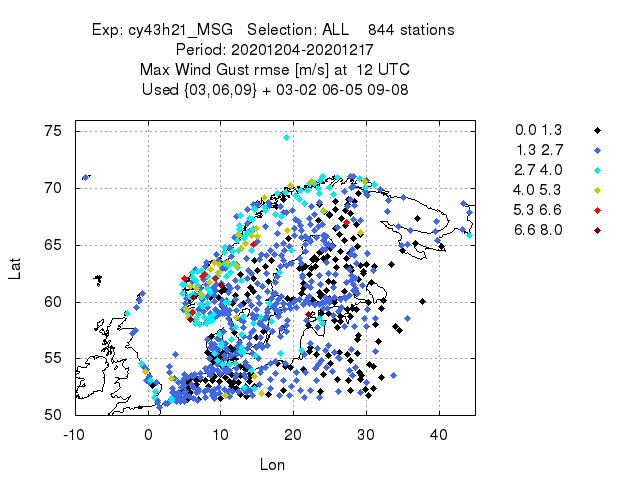 Exp: cy43h21_MSG   Selection: ALL    844 stations
Period: 20201204-20201217
Max Wind Gust rmse [m/s] at  12 UTC
Used {03,06,09} + 03-02 06-05 09-08
0.0 1.3
1.3 2.7
2.7 4.0
4.0 5.3
5.3 6.6
6.6 8.0
75
70
65
60
55
50
Lat
-10 0 10 20 30 40
Lon